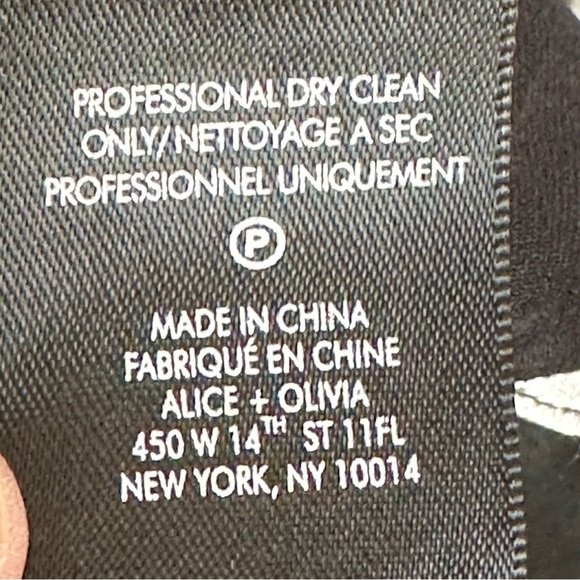 PROFESSIONAL DRY CLEAN
ONLY/NETTOYAGE A SEC
PROFESSIONNEL UNIQUEMENT
P
MADE IN CHINA
FABRIQUÉ EN CHINE
ALICE + OLIVIA
450 W 14TH ST 11FL
NEW YORK, NY 10014